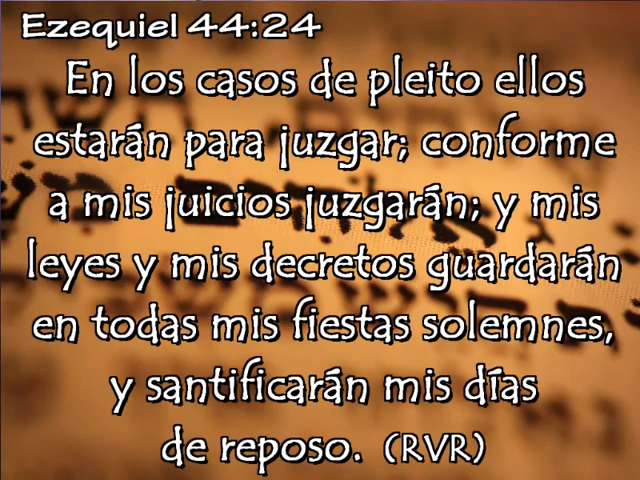 Ezequiel 44:24
En los casos de pleito ellos
estarán para juzgar; conforme
a mis juicios juzgarán; y mis
leyes y mis decretos guardarán
en todas mis fiestas solemnes,
y santificarán mis días
de reposo. (RVR)